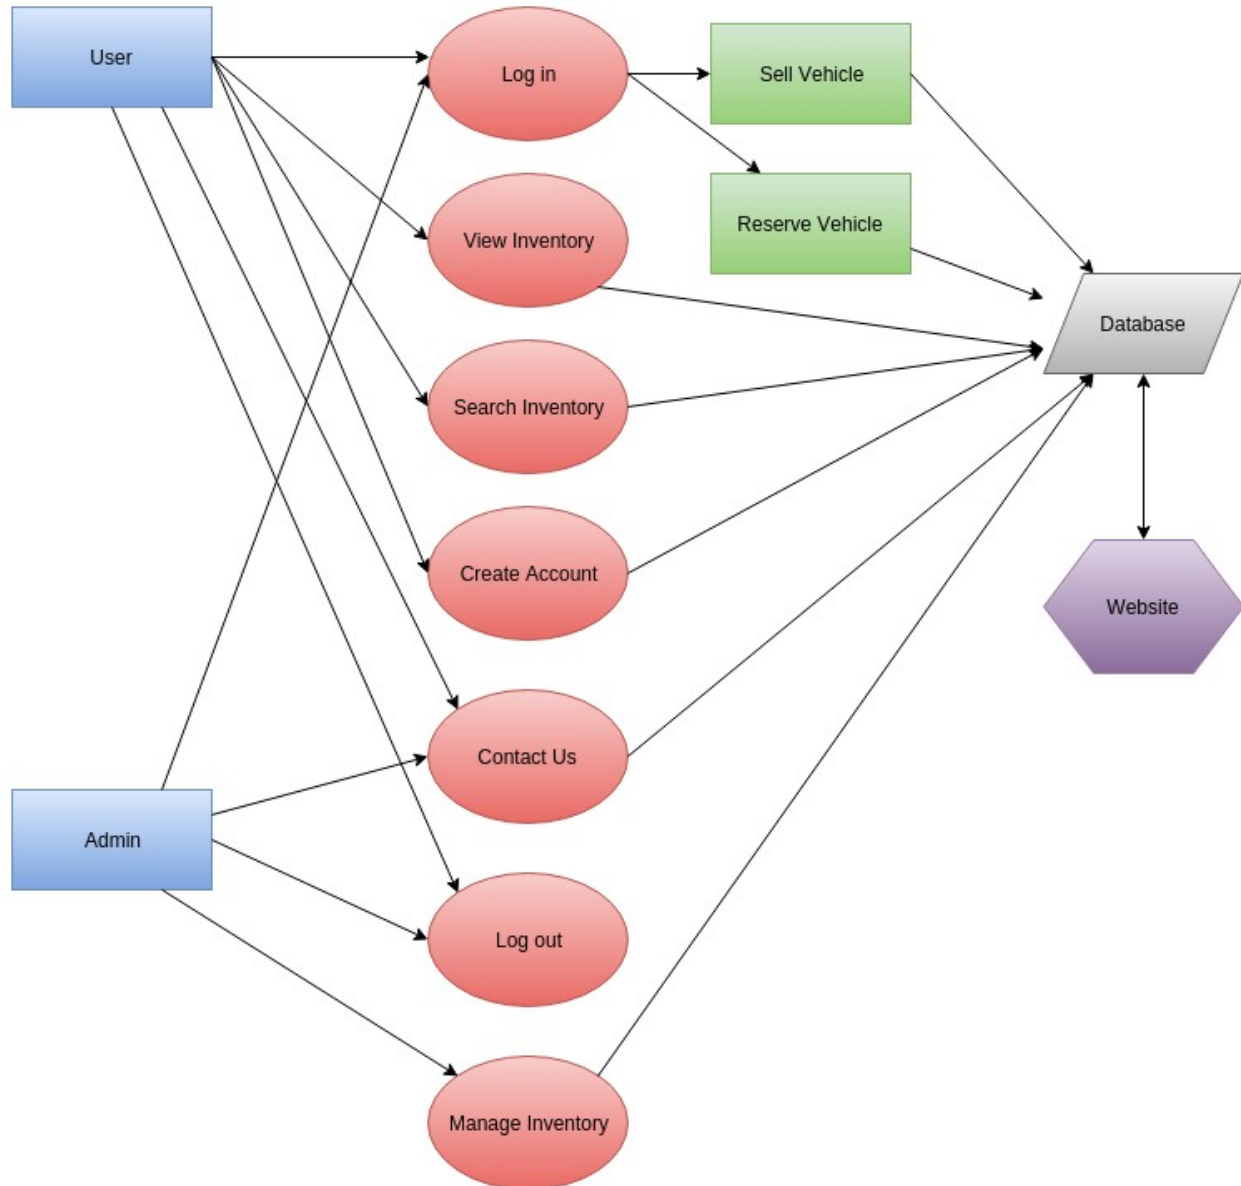 User
Log in
Sell Vehicle
View Inventory
Reserve Vehicle
Database
Search Inventory
Create Account
Website
Contact Us
Admin
Log out
Manage Inventory